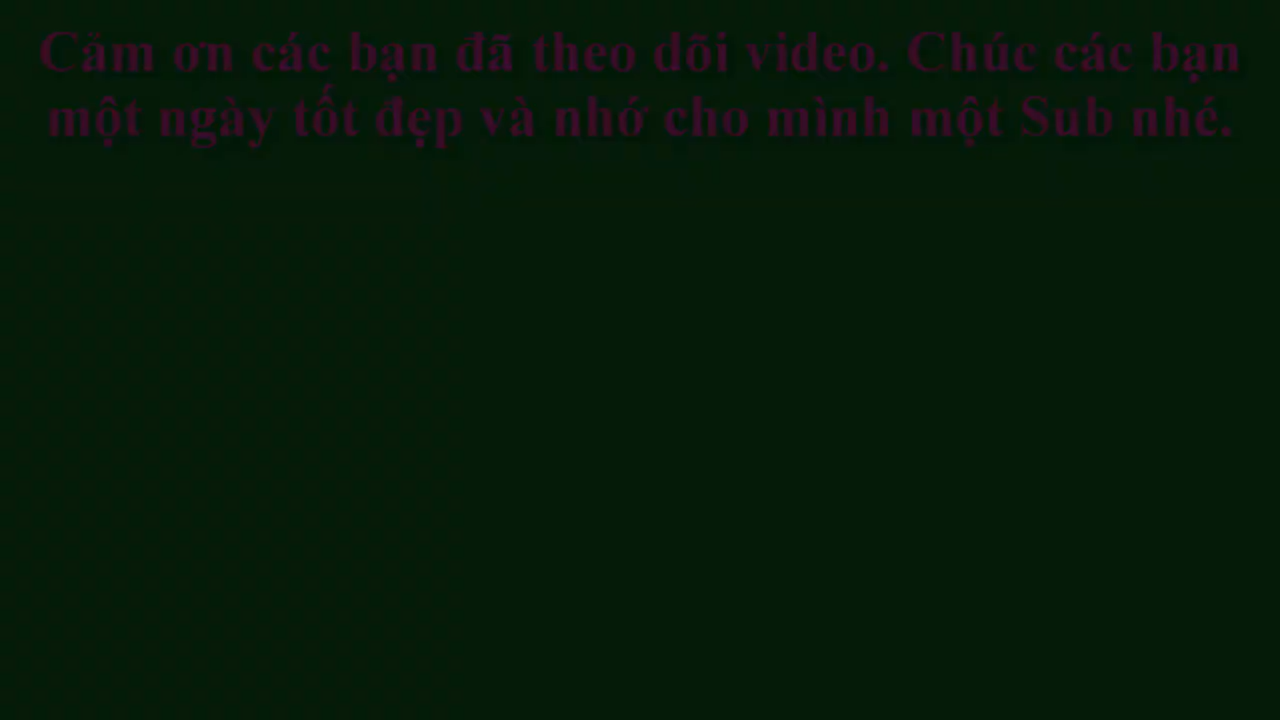 Cảm ơn các bạn đã theo dõi video. Chúc các bạn
một ngày tốt đẹp và nhớ cho mình một Sub nhé.